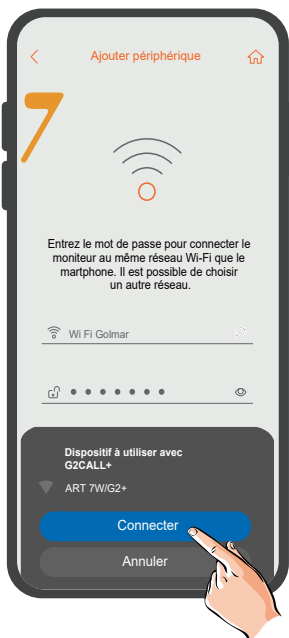 Ajouter périphérique
7
Entrez le mot de passe pour connecter le
moniteur au même réseau Wi-Fi que le
martphone. Il est possible de choisir
un autre réseau.
Wi Fi Golmar
Dispositif à utiliser avec
G2CALL+
ART 7W/G2+
Connecter
Annuler